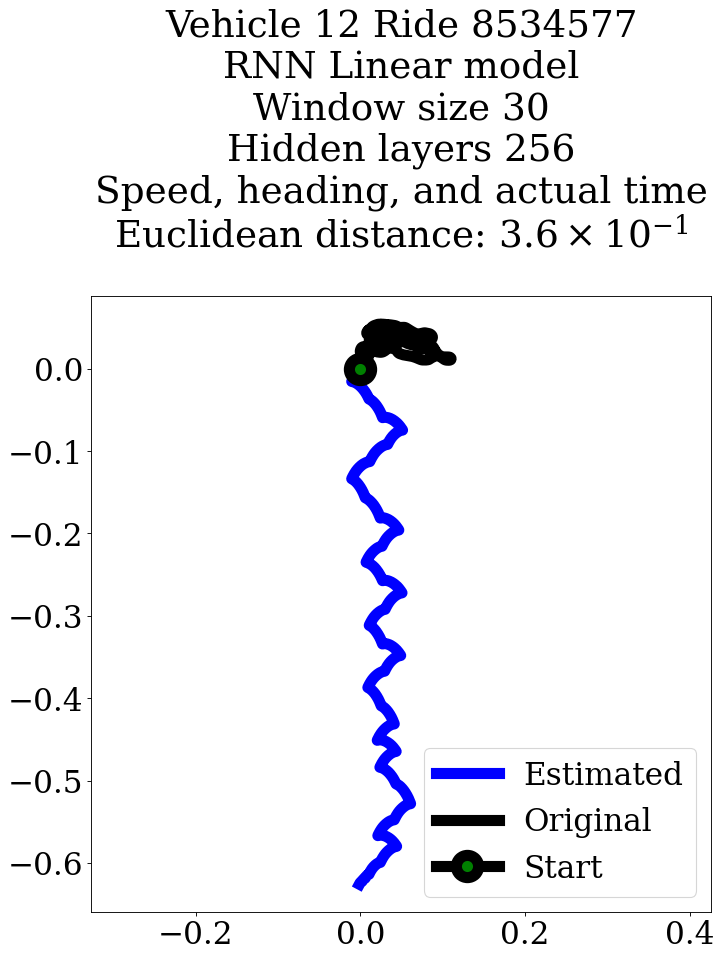 Vehicle 12 Ride 8534577
RNN Linear model
Window size 30
Hidden layers 256
Speed, heading, and actual time
Euclidean distance: 3.6 × 10⁻¹
0.0
−0.1
−0.2
−0.3
−0.4
−0.5
−0.6
Estimated
Original
Start
−0.2
0.0
0.2
0.4